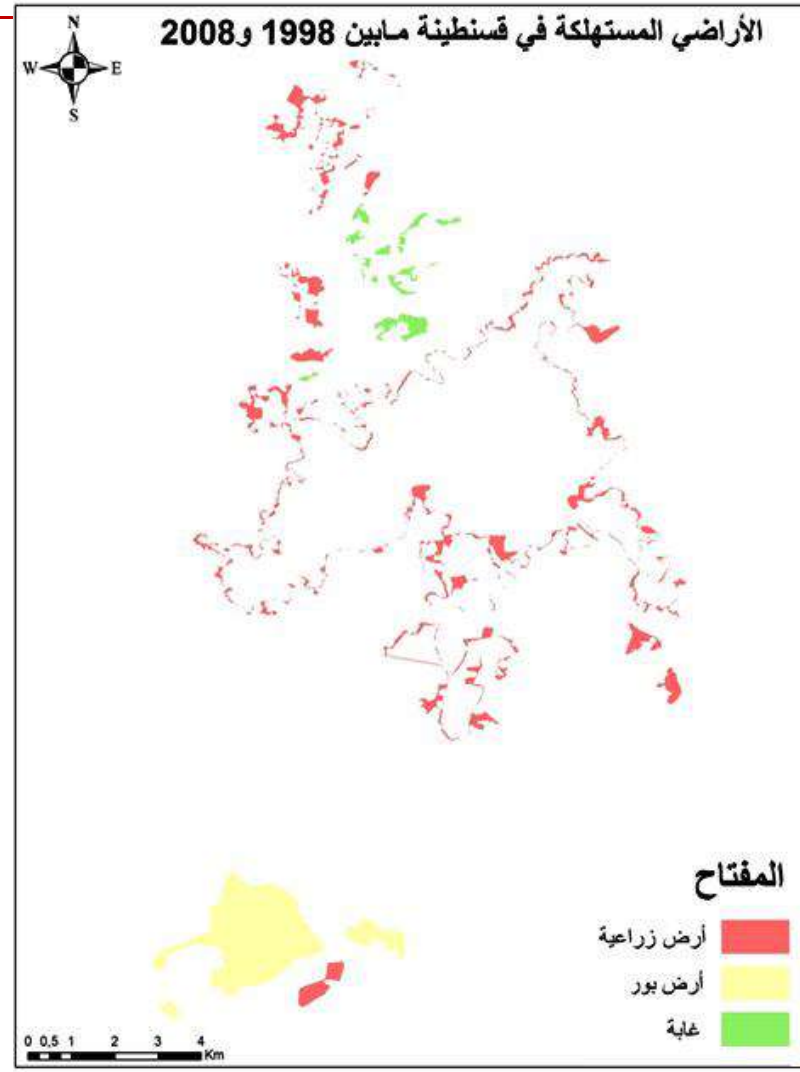 الأراضي المستهلكة في قسنطينة مابين 1998 و2008
N
W E
S
المفتاح
أرض زراعية
أرض بور
غابة
0 0,5 1 2 3 4
Km